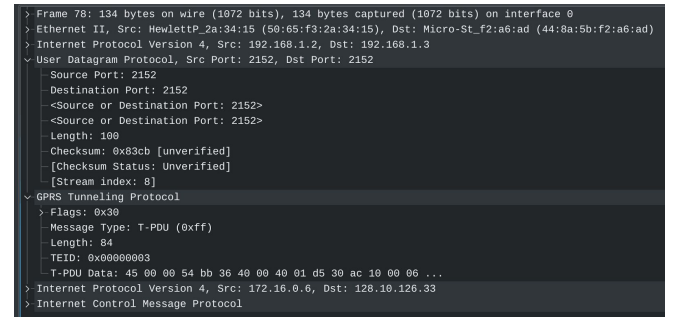 Frame 78: 134 bytes on wire (1072 bits), 134 bytes captured (1072 bits) on interface 0
Ethernet II, Src: HewlettP_2a:34:15 (50:65:f3:2a:34:15), Dst: Micro-St_f2:a6:ad (44:8a:5b:f2:a6:ad)
Internet Protocol Version 4, Src: 192.168.1.2, Dst: 192.168.1.3
User Datagram Protocol, Src Port: 2152, Dst Port: 2152
Source Port: 2152
Destination Port: 2152
<Source or Destination Port: 2152>
<Source or Destination Port: 2152>
Length: 100
Checksum: 0x83cb [unverified]
[Checksum Status: Unverified]
[Stream index: 8]
GPRS Tunneling Protocol
Flags: 0x30
Message Type: T-PDU (0xff)
Length: 84
TEID: 0x00000003
T-PDU Data: 45 00 00 54 bb 36 40 00 40 01 d5 30 ac 10 00 06 ...
Internet Protocol Version 4, Src: 172.16.0.6, Dst: 128.10.126.33
Internet Control Message Protocol